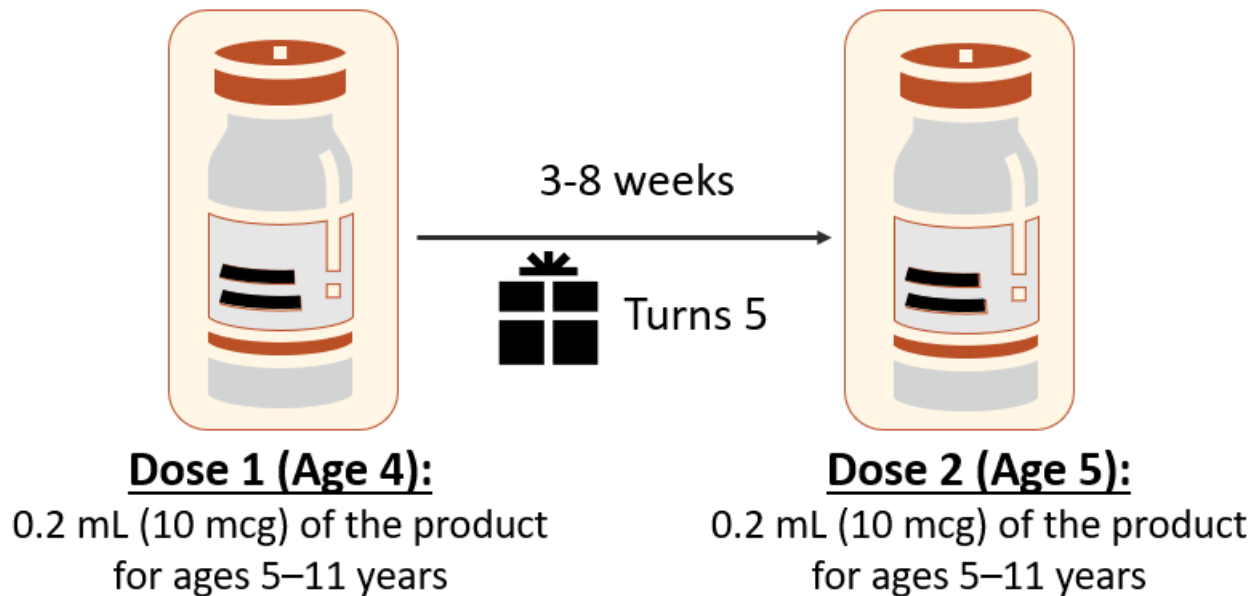 3-8 weeks
Turns 5
Dose 1 (Age 4):
0.2 mL (10 mcg) of the product
for ages 5–11 years
Dose 2 (Age 5):
0.2 mL (10 mcg) of the product
for ages 5–11 years